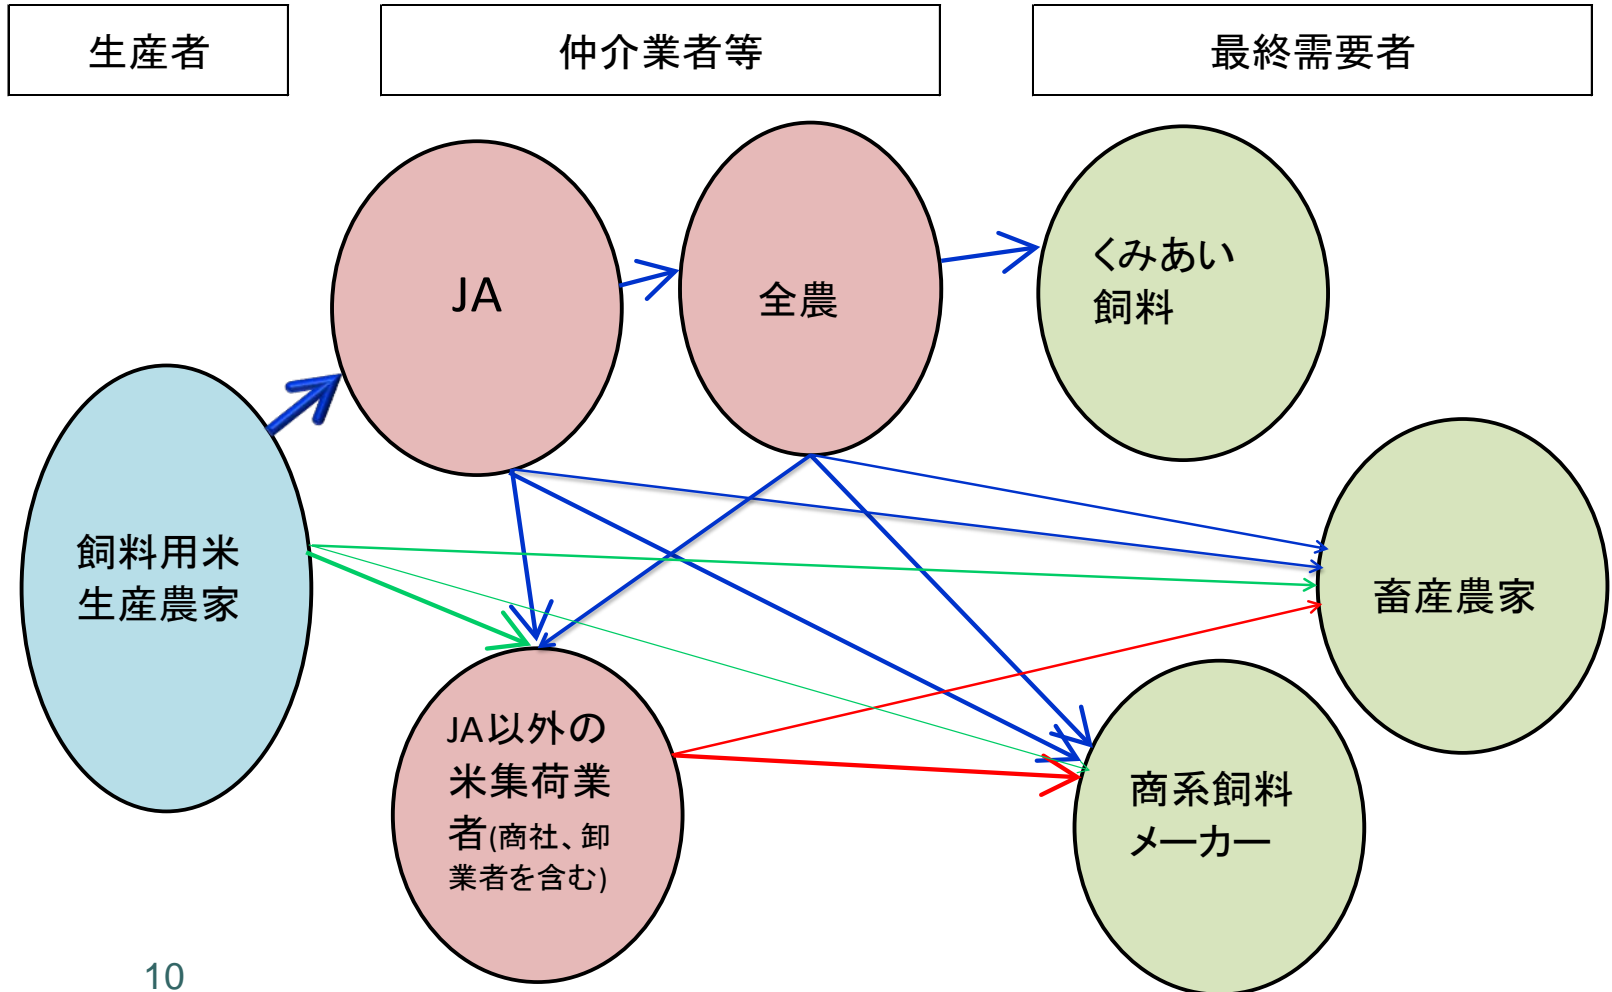 生産者
仲介業者等
最終需要者
JA
全農
くみあい
飼料
飼料用米
生産農家
畜産農家
JA以外の
米集荷業
者(商社、卸
業者を含む)
商系飼料
メーカー
10